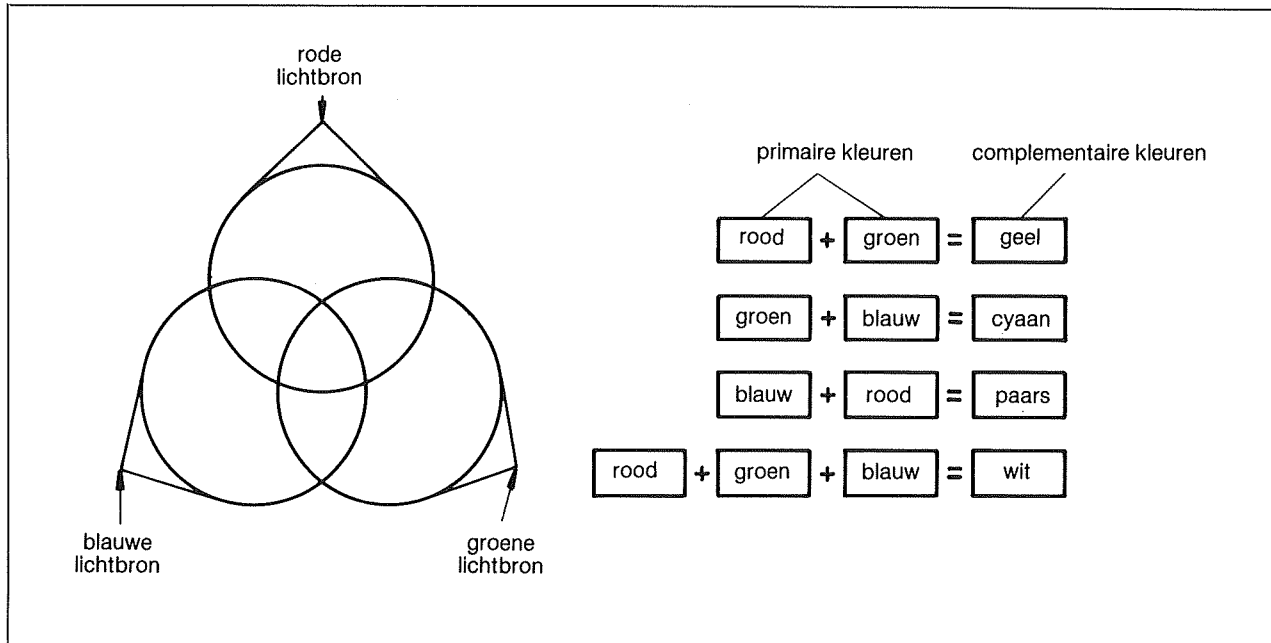 rode
lichtbron
primaire kleuren complementaire kleuren
rood + groen = geel
groen + blauw = cyaan
blauw + rood = paars
rood + groen + blauw = wit
blauwe
lichtbron
groene
lichtbron